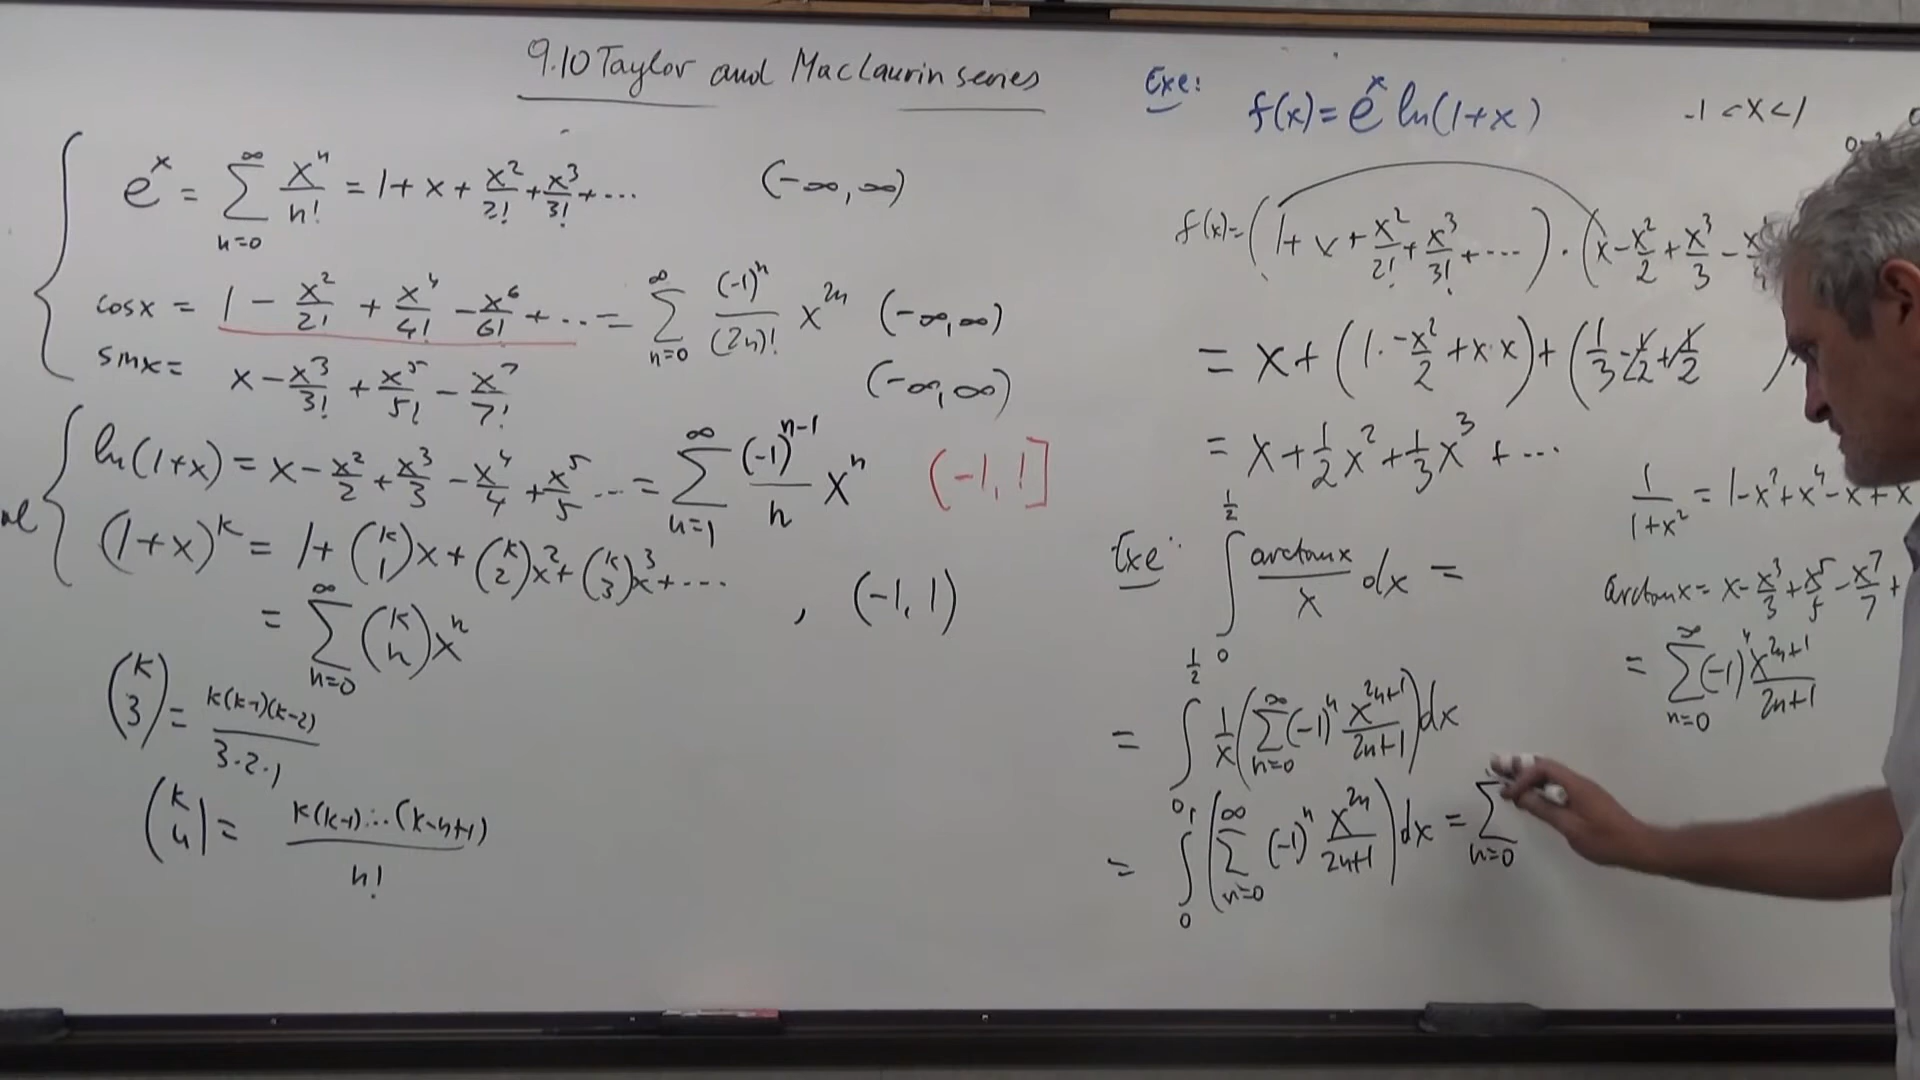 9.10 Taylor and Maclaurin series
e^x = ∑_{n=0}^{∞} x^n/n! = 1 + x + x^2/2! + x^3/3! + ... (-∞, ∞)
cosx = 1 - x^2/2! + x^4/4! - x^6/6! + ... = ∑_{n=0}^{∞} (-1)^n/(2n)! x^{2n} (-∞, ∞)
sinx = x - x^3/3! + x^5/5! - x^7/7! (-∞, ∞)
ln(1+x) = x - x^2/2 + x^3/3 - x^4/4 + x^5/5 ... = ∑_{n=1}^{∞} (-1)^{n-1}/n x^n (-1, 1]
(1+x)^k = 1 + (k 1)x + (k 2)x^2 + (k 3)x^3 + ...
= ∑_{n=0}^{∞} (k n) x^n , (-1, 1)
(k 3) = k(k-1)(k-2)/3·2·1
(k n) = k(k-1)...(k-n+1)/n!
Exe: f(x) = e^x ln(1+x) -1 < x < 1
f(x) = (1 + x + x^2/2! + x^3/3! + ....) · (x - x^2/2 + x^3/3 -
= x + (1· -x^2/2 + x·x) + (1/3 - 1/2 + 1/2 )
= x + 1/2 x^2 + 1/3 x^3 + ...
1/(1+x^2) = 1 - x^2 + x^4 - x + x
Exe: ∫_0^{1/2} arctanx/x dx =
arctanx = x - x^3/3 + x^5/5 - x^7/7 +
= ∑_{n=0}^{∞} (-1)^n x^{2n+1}/2n+1
= ∫_0^{1/2} 1/x (∑_{n=0}^{∞} (-1)^n x^{2n+1}/2n+1) dx
= ∫_0 (∑_{n=0}^{∞} (-1)^n x^{2n}/2n+1) dx = ∑_{n=0}